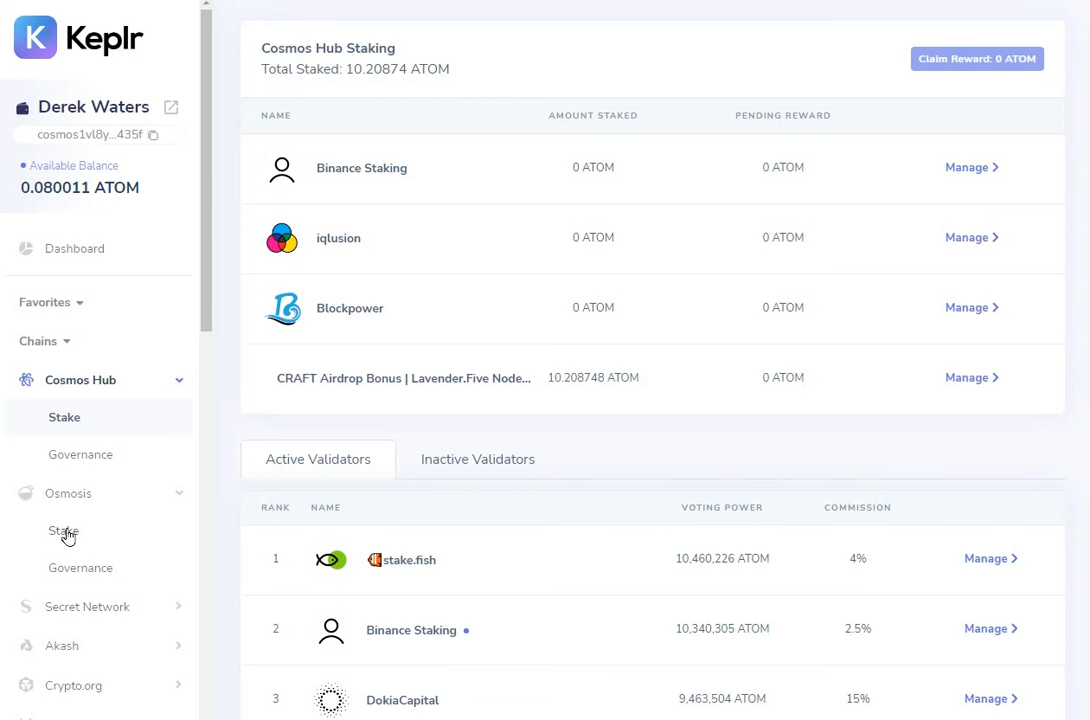 K Keplr
Derek Waters
cosmos1vl8y...435f
Available Balance
0.080011 ATOM
Dashboard
Favorites
Chains
Cosmos Hub
Stake
Governance
Osmosis
Stake
Governance
Secret Network
Akash
Crypto.org
Cosmos Hub Staking
Total Staked: 10.20874 ATOM
Claim Reward: 0 ATOM
NAME AMOUNT STAKED PENDING REWARD
Binance Staking 0 ATOM 0 ATOM Manage
iqlusion 0 ATOM 0 ATOM Manage
Blockpower 0 ATOM 0 ATOM Manage
CRAFT Airdrop Bonus | Lavender.Five Node... 10.208748 ATOM 0 ATOM Manage
Active Validators Inactive Validators
RANK NAME VOTING POWER COMMISSION
1 stake.fish 10,460,226 ATOM 4% Manage
2 Binance Staking 10,340,305 ATOM 2.5% Manage
3 DokiaCapital 9,463,504 ATOM 15% Manage